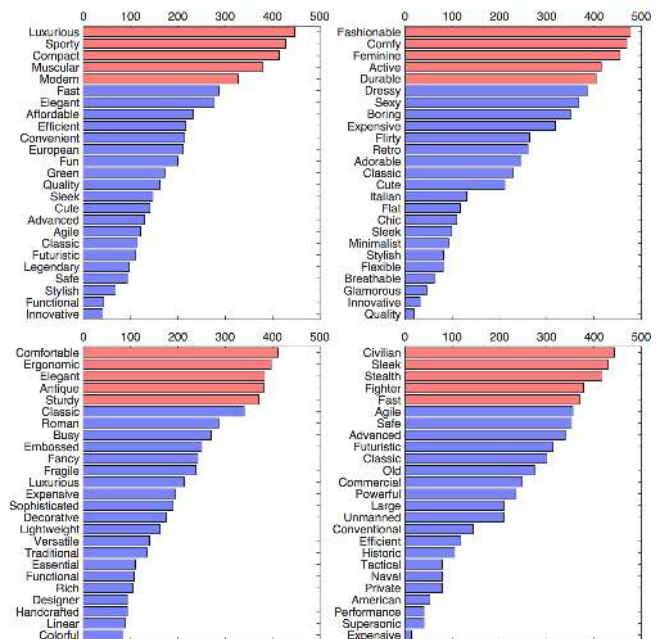 0 100 200 300 400 500
Luxurious
Sporty
Compact
Muscular
Modern
Fast
Elegant
Affordable
Efficient
Convenient
European
Fun
Green
Quality
Sleek
Cute
Advanced
Agile
Classic
Futuristic
Legendary
Safe
Stylish
Functional
Innovative
0 100 200 300 400 500
Fashionable
Comfy
Feminine
Active
Durable
Dressy
Sexy
Boring
Expensive
Flirty
Retro
Adorable
Classic
Cute
Italian
Flat
Chic
Sleek
Minimalist
Stylish
Flexible
Breathable
Glamorous
Innovative
Quality
0 100 200 300 400 500
Comfortable
Ergonomic
Elegant
Antique
Sturdy
Classic
Roman
Busy
Embossed
Fancy
Fragile
Luxurious
Expensive
Sophisticated
Decorative
Lightweight
Versatile
Traditional
Essential
Functional
Rich
Designer
Handcrafted
Linear
Colorful
0 100 200 300 400 500
Civilian
Sleek
Stealth
Fighter
Fast
Agile
Safe
Advanced
Futuristic
Classic
Old
Commercial
Powerful
Large
Unmanned
Conventional
Efficient
Historic
Tactical
Naval
Private
American
Performance
Supersonic
Expensive